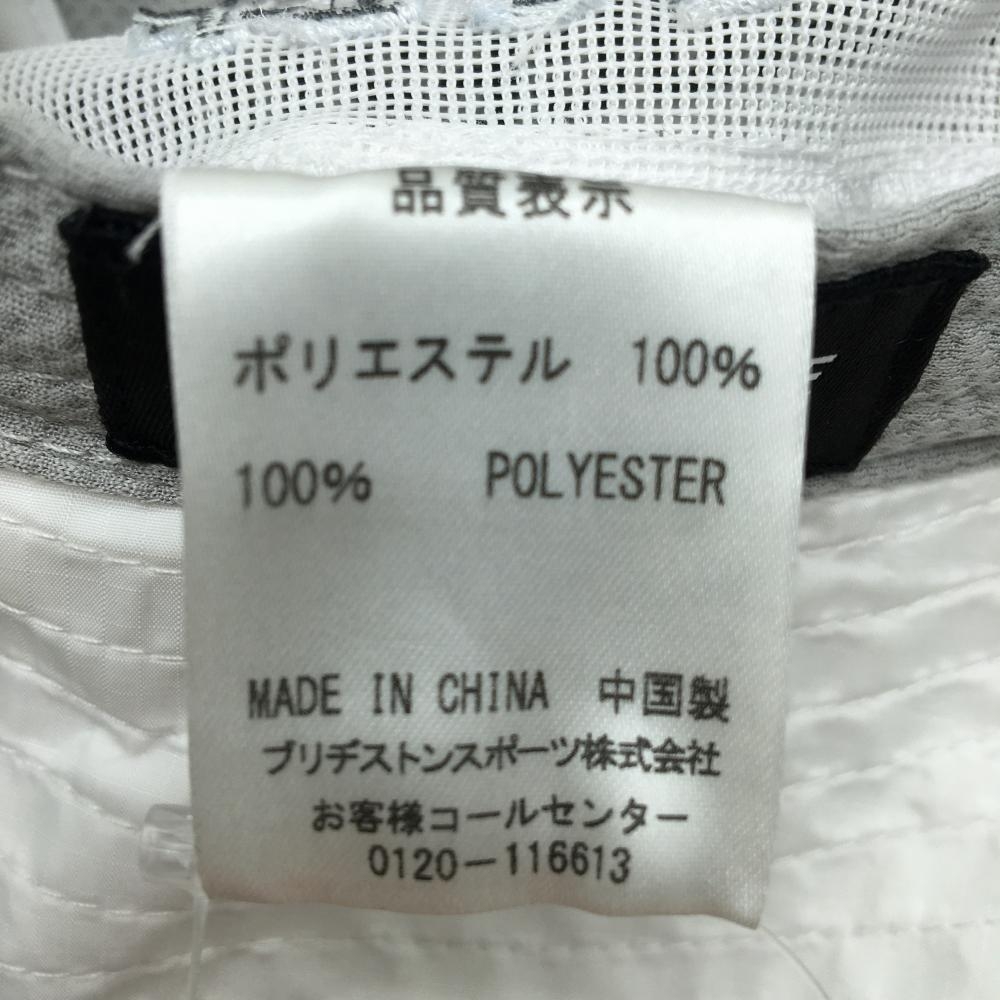 品質表示
ポリエステル 100%
100% POLYESTER
MADE IN CHINA 中国製
ブリヂストンスポーツ株式会社
お客様コールセンター
0120-116613